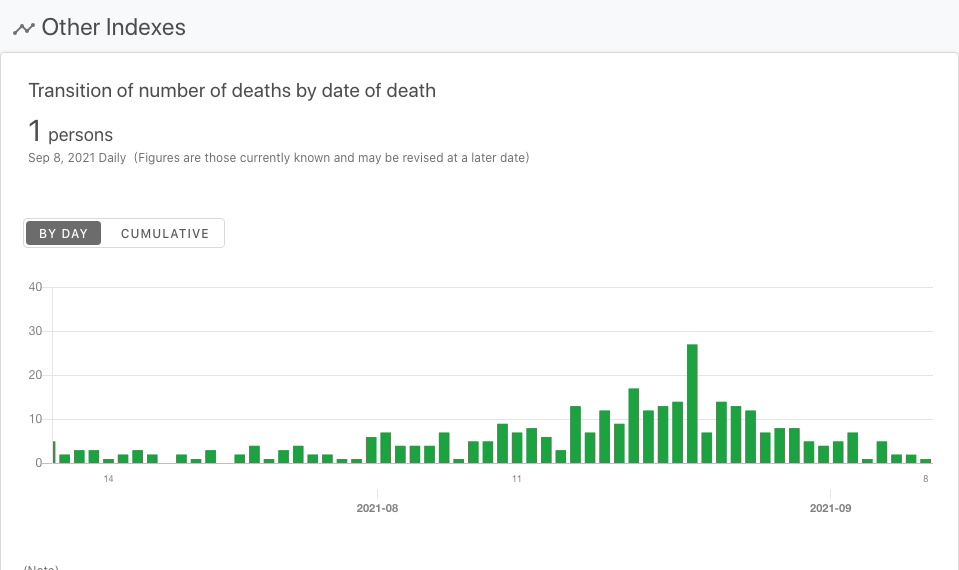 Other Indexes
Transition of number of deaths by date of death
1 persons
Sep 8, 2021 Daily (Figures are those currently known and may be revised at a later date)
BY DAY CUMULATIVE
40
30
20
10
0
14 11 8
2021-08 2021-09
(Note)